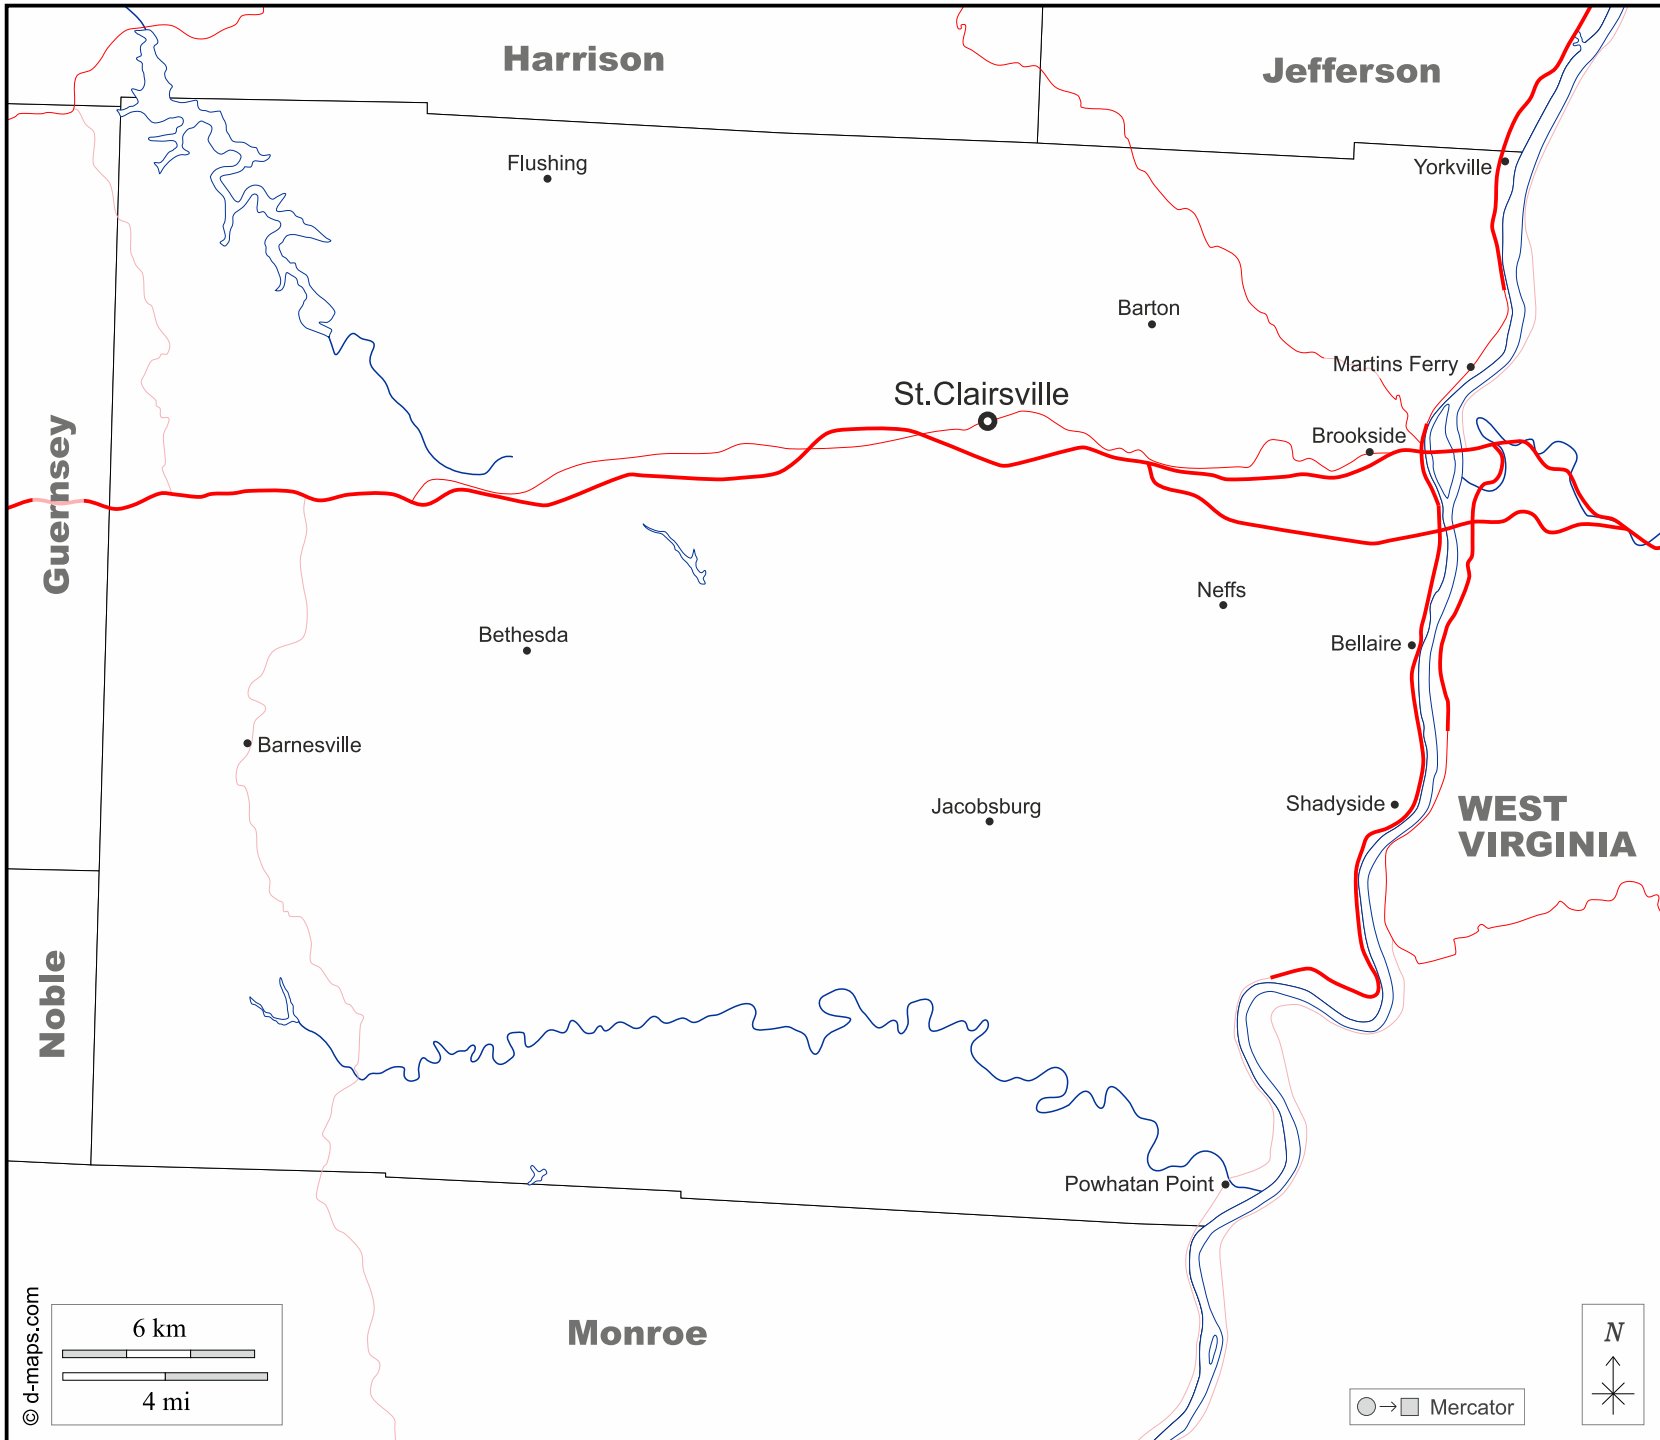 Harrison
Jefferson
Flushing
Yorkville
Barton
Martins Ferry
St.Clairsville
Brookside
Guernsey
Neffs
Bethesda
Bellaire
Barnesville
Jacobsburg
Shadyside
WEST
VIRGINIA
Noble
Powhatan Point
© d-maps.com
6 km
4 mi
Monroe
N
Mercator